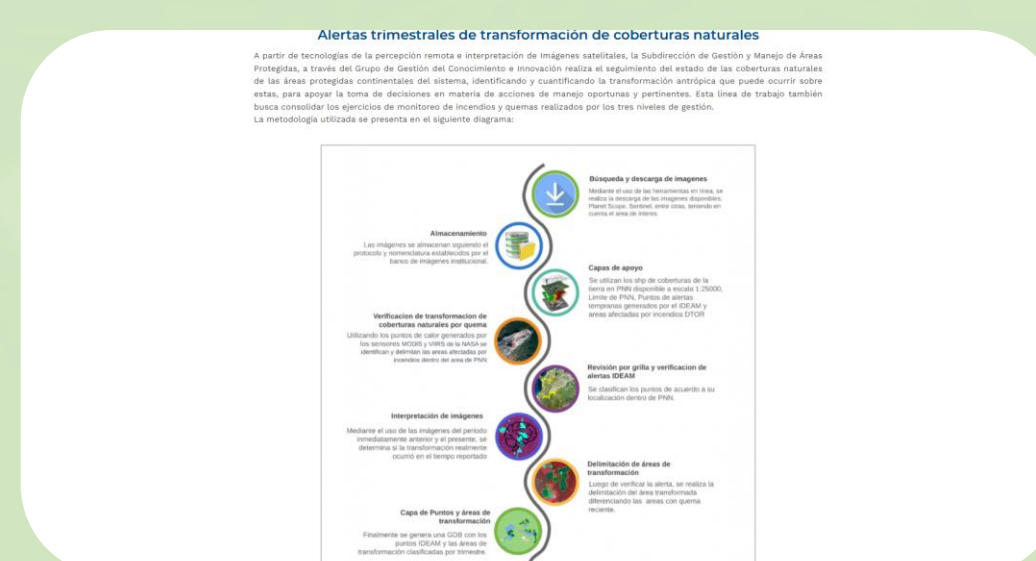 Alertas trimestrales de transformación de coberturas naturales
A partir de tecnologías de la percepción remota e interpretación de Imágenes satelitales, la Subdirección de Gestión y Manejo de Áreas
Protegidas, a través del Grupo de Gestión del Conocimiento e Innovación realiza el seguimiento del estado de las coberturas naturales
de las áreas protegidas continentales del sistema, identificando y cuantificando la transformación antrópica que puede ocurrir sobre
estas, para apoyar la toma de decisiones en materia de acciones de manejo oportunas y pertinentes. Esta línea de trabajo también
busca consolidar los ejercicios de monitoreo de incendios y quemas realizados por los tres niveles de gestión.
La metodología utilizada se presenta en el siguiente diagrama:
Búsqueda y descarga de imagenes
Mediante el uso de las herramientas en línea, se
realiza la descarga de las imagenes disponibles,
Planet Scope, Sentinel, entre otras, teniendo en
cuenta el area de interes.
Almacenamiento
Las imágenes se almacenan siguiendo el
protocolo y nomenclatura establecidos por el
banco de imágenes institucional.
Capas de apoyo
Se utilizan los shp de coberturas de la
tierra en PNN disponible a escala 1:25000,
Limite de PNN, Puntos de alertas
tempranas generados por el IDEAM y
areas afectadas por incendios DTOR
Verificacion de transformacion de
coberturas naturales por quema
Utilizando los puntos de calor generados por
los sensores MODIS y VIIRS de la NASA se
identifican y delimitan las areas afectadas por
incendios dentro del area de PNN
Revisión por grilla y verificacion de
alertas IDEAM
Se clasifican los puntos de acuerdo a su
localización dentro de PNN.
Interpretación de imágenes
Mediante el uso de las imágenes del periodo
inmediatamente anterior y el presente, se
determina si la transformación realmente
ocurrió en el tiempo reportado
Delimitación de áreas de
transformación
Luego de verificar la alerta, se realiza la
delimitación del área transformada
diferenciando las areas con quema
reciente.
Capa de Puntos y áreas de
transformación
Finalmente se genera una GDB con los
puntos IDEAM y las áreas de
transformación clasificadas por trimestre.